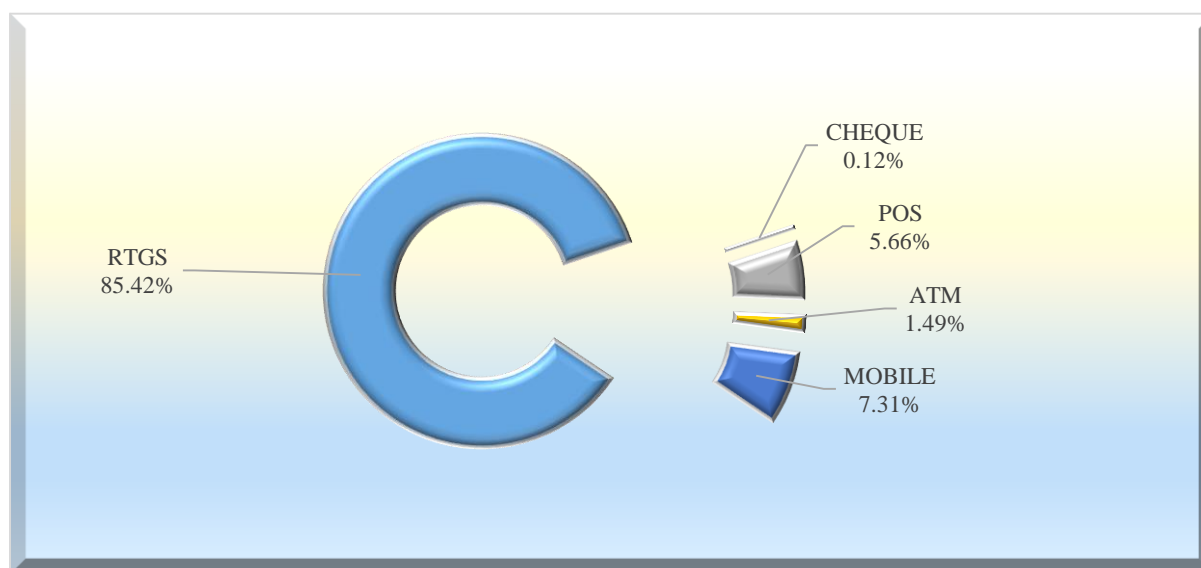 RTGS
85.42%
CHEQUE
0.12%
POS
5.66%
ATM
1.49%
MOBILE
7.31%